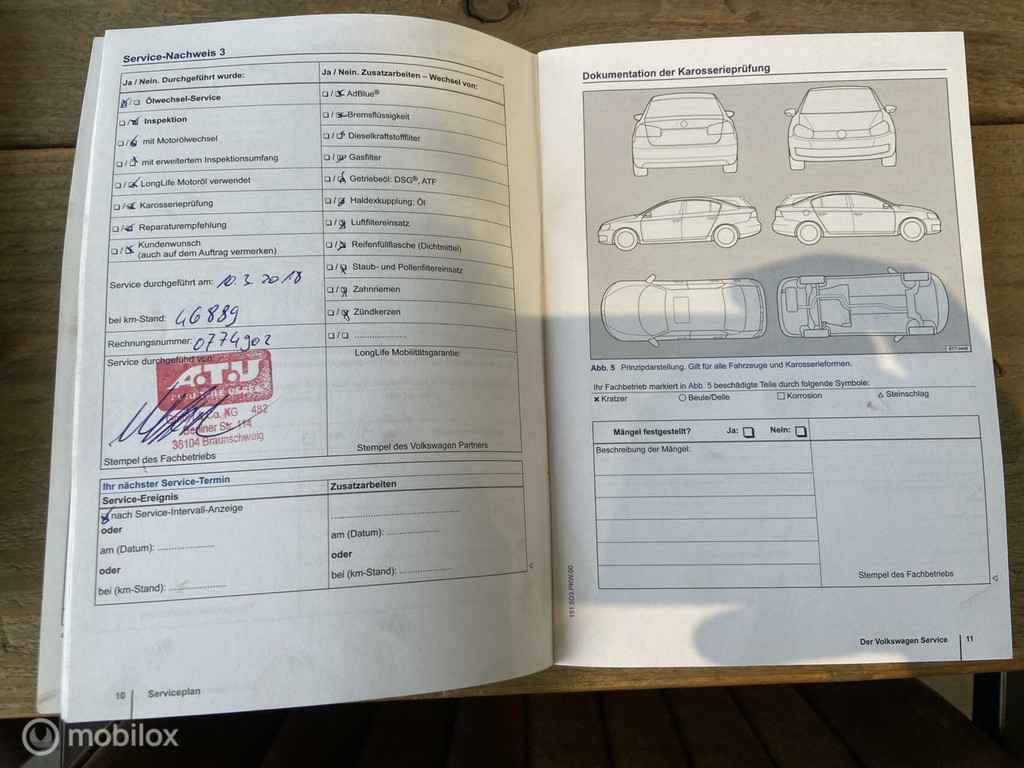 Service-Nachweis 3
Ja / Nein. Durchgeführt wurde:
Ölwechsel-Service
Inspektion
mit Motorölwechsel
mit erweitertem Inspektionsumfang
LongLife Motoröl verwendet
Karosserieprüfung
Reparaturempfehlung
Kundenwunsch
(auch auf dem Auftrag vermerken)
Service durchgeführt am: 10.3.2018
bei km-Stand: 46889
Rechnungsnummer: 0774902
Service durchgeführt von:
A.T.U
Co. KG 482
Berliner Str. 114
38104 Braunschweig
Stempel des Fachbetriebs
Ja / Nein. Zusatzarbeiten – Wechsel von:
AdBlue®
Bremsflüssigkeit
Dieselkraftstofffilter
Gasfilter
Getriebeöl: DSG®, ATF
Haldexkupplung: Öl
Luftfiltereinsatz
Reifenfüllflasche (Dichtmittel)
Staub- und Pollenfiltereinsatz
Zahnriemen
Zündkerzen
LongLife Mobilitätsgarantie:
Stempel des Volkswagen Partners
Ihr nächster Service-Termin
Service-Ereignis
nach Service-Intervall-Anzeige
oder
am (Datum):
oder
bei (km-Stand):
Zusatzarbeiten
am (Datum):
oder
bei (km-Stand):
10 Serviceplan
Dokumentation der Karosserieprüfung
Abb. 5 Prinzipdarstellung. Gilt für alle Fahrzeuge und Karosserieformen.
Ihr Fachbetrieb markiert in Abb. 5 beschädigte Teile durch folgende Symbole:
× Kratzer ○ Beule/Delle □ Korrosion △ Steinschlag
Mängel festgestellt? Ja: Nein:
Beschreibung der Mängel:
Stempel des Fachbetriebs
Der Volkswagen Service 11
mobilox